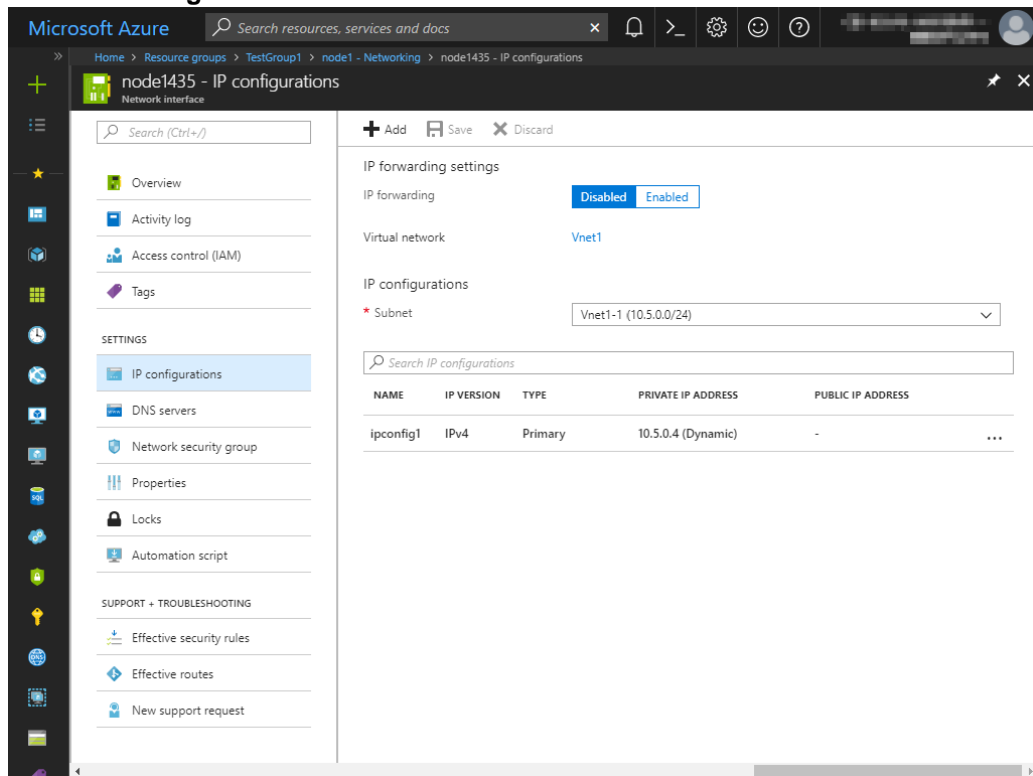 Microsoft Azure
Search resources, services and docs
Home > Resource groups > TestGroup1 > node1 - Networking > node1435 - IP configurations
node1435 - IP configurations
Network interface
Search (Ctrl+/)
Overview
Activity log
Access control (IAM)
Tags
SETTINGS
IP configurations
DNS servers
Network security group
Properties
Locks
Automation script
SUPPORT + TROUBLESHOOTING
Effective security rules
Effective routes
New support request
Add Save Discard
IP forwarding settings
IP forwarding Disabled Enabled
Virtual network Vnet1
IP configurations
* Subnet Vnet1-1 (10.5.0.0/24)
Search IP configurations
NAME IP VERSION TYPE PRIVATE IP ADDRESS PUBLIC IP ADDRESS
ipconfig1 IPv4 Primary 10.5.0.4 (Dynamic) - ...